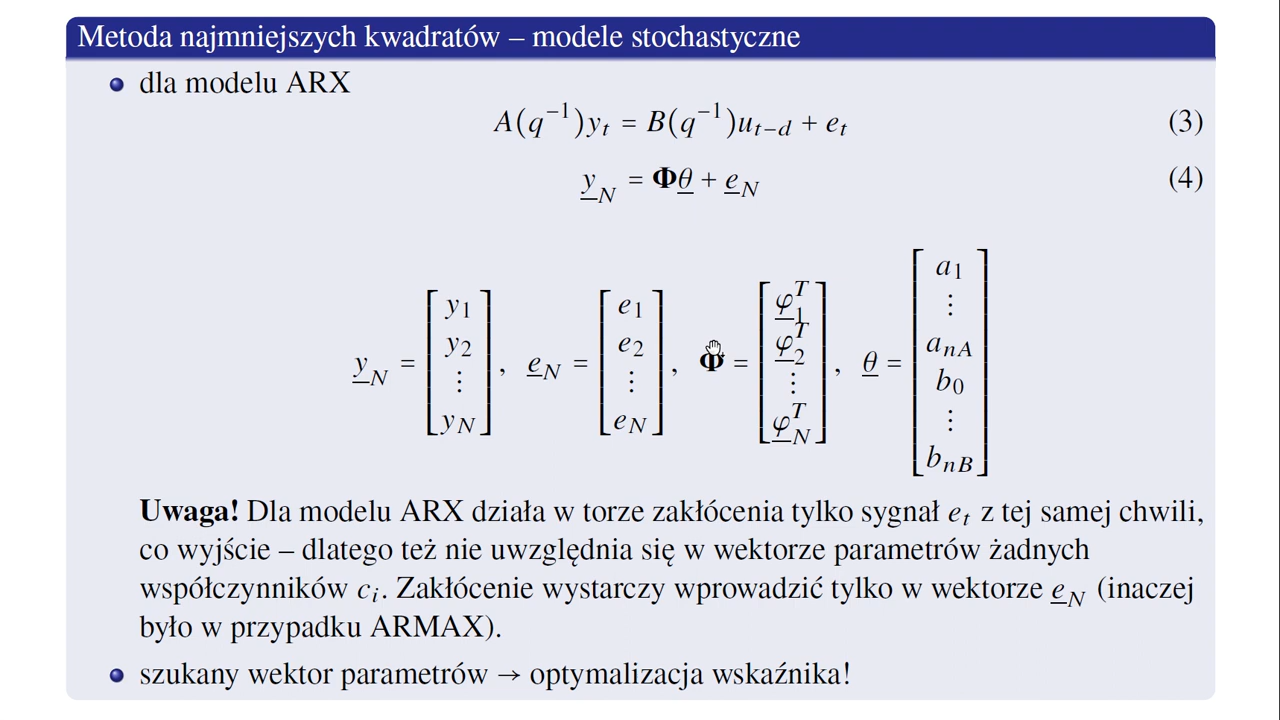 Metoda najmniejszych kwadratów – modele stochastyczne
dla modelu ARX
A(q⁻¹)yₜ = B(q⁻¹)uₜ₋d + eₜ (3)
y_N = Φθ + e_N (4)
y_N = [y₁ y₂ ⋮ y_N], e_N = [e₁ e₂ ⋮ e_N], Φ = [φ₁ᵀ φ₂ᵀ ⋮ φ_Nᵀ], θ = [a₁ ⋮ a_nA b₀ ⋮ b_nB]
Uwaga! Dla modelu ARX działa w torze zakłócenia tylko sygnał eₜ z tej samej chwili,
co wyjście – dlatego też nie uwzględnia się w wektorze parametrów żadnych
współczynników cᵢ. Zakłócenie wystarczy wprowadzić tylko w wektorze e_N (inaczej
było w przypadku ARMAX).
szukany wektor parametrów → optymalizacja wskaźnika!